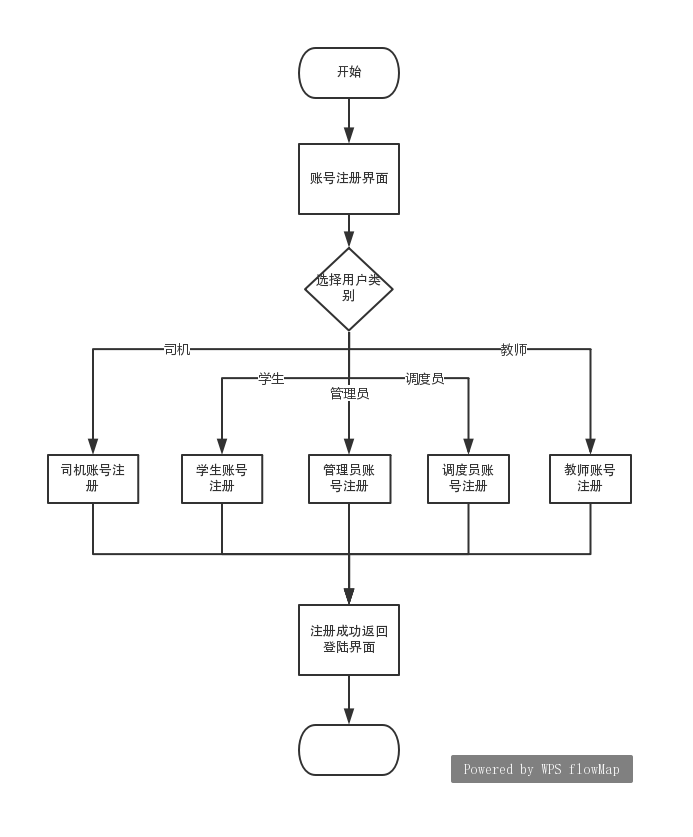 开始
账号注册界面
选择用户类
别
司机
教师
学生
调度员
管理员
司机账号注
册
学生账号
注册
管理员账
号注册
调度员账
号注册
教师账号
注册
注册成功返回
登陆界面
Powered by WPS flowMap